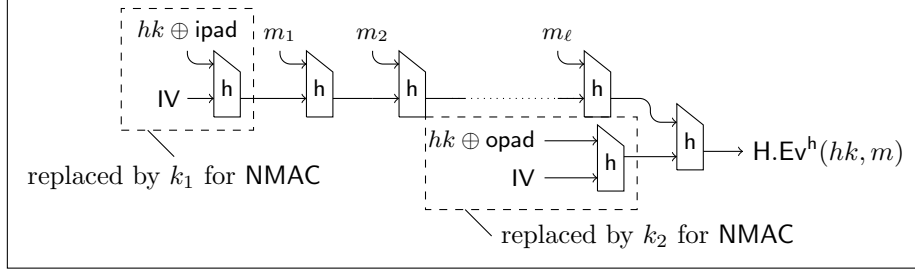 hk ⊕ ipad
m₁
m₂
m_ℓ
h
h
h
h
IV
hk ⊕ opad
h
h
H.Evʰ(hk, m)
IV
replaced by k₁ for NMAC
replaced by k₂ for NMAC